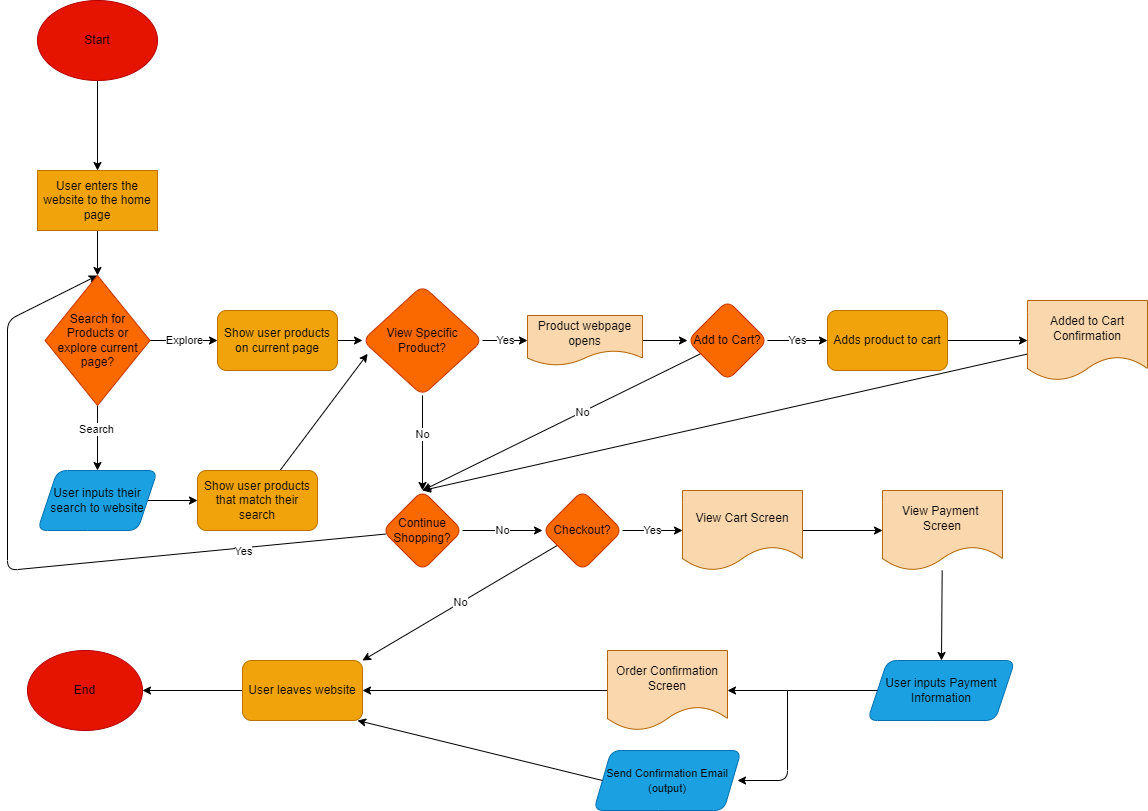 Start
User enters the
website to the home
page
Search for
Products or
explore current
page?
Explore
Show user products
on current page
View Specific
Product?
Yes
Product webpage
opens
Add to Cart?
Yes
Adds product to cart
Added to Cart
Confirmation
No
No
Search
User inputs their
search to website
Show user products
that match their
search
Continue
Shopping?
Yes
No
Checkout?
Yes
View Cart Screen
View Payment
Screen
No
End
User leaves website
Order Confirmation
Screen
User inputs Payment
Information
Send Confirmation Email
(output)